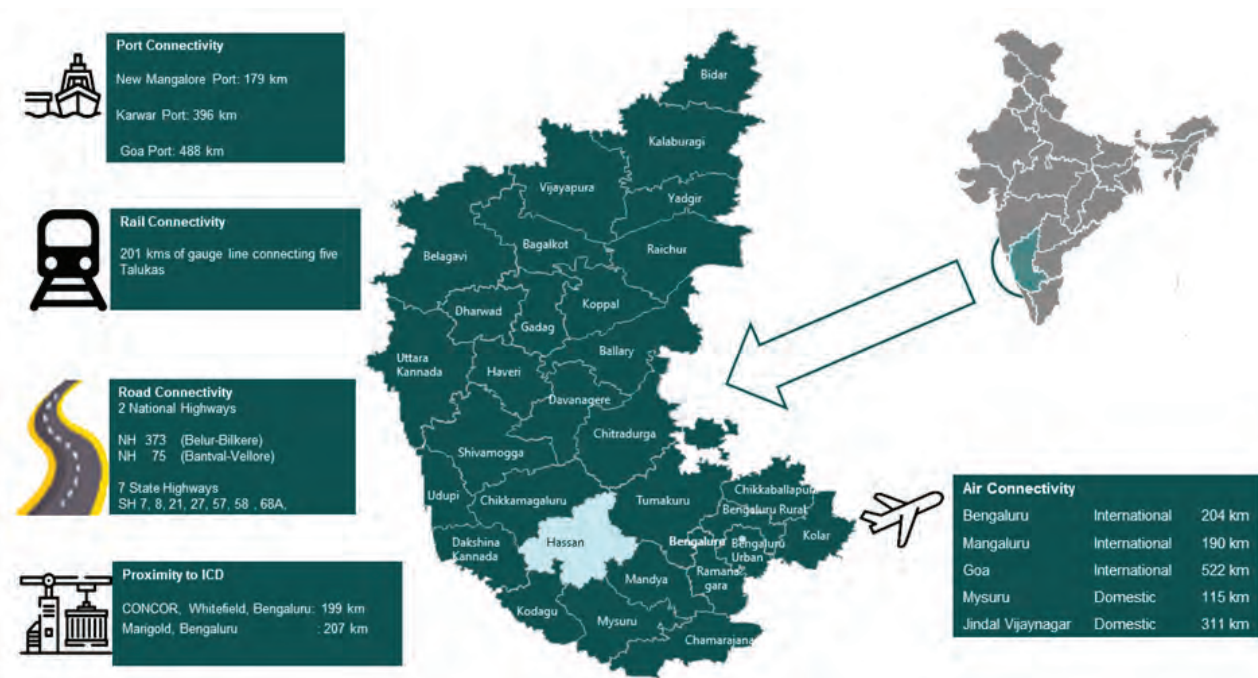 Port Connectivity
New Mangalore Port: 179 km
Karwar Port: 396 km
Goa Port: 488 km
Rail Connectivity
201 kms of gauge line connecting five
Talukas
Road Connectivity
2 National Highways
NH 373 (Belur-Bilkere)
NH 75 (Bantval-Vellore)
7 State Highways
SH 7, 8, 21, 27, 57, 58 , 68A,
Proximity to ICD
CONCOR, Whitefield, Bengaluru: 199 km
Marigold, Bengaluru : 207 km
Bidar
Kalaburagi
Vijayapura
Yadgir
Bagalkot
Raichur
Belagavi
Koppal
Dharwad
Gadag
Ballary
Uttara
Kannada
Haveri
Davanagere
Chitradurga
Shivamogga
Udupi
Chikkamagaluru
Tumakuru
Chikkaballapur
Bengaluru Rural
Kolar
Hassan
Dakshina
Kannada
Bengaluru
Bengaluru
Urban
Mandya
Ramana
gara
Kodagu
Mysuru
Chamarajana
Air Connectivity
Bengaluru International 204 km
Mangaluru International 190 km
Goa International 522 km
Mysuru Domestic 115 km
Jindal Vijaynagar Domestic 311 km